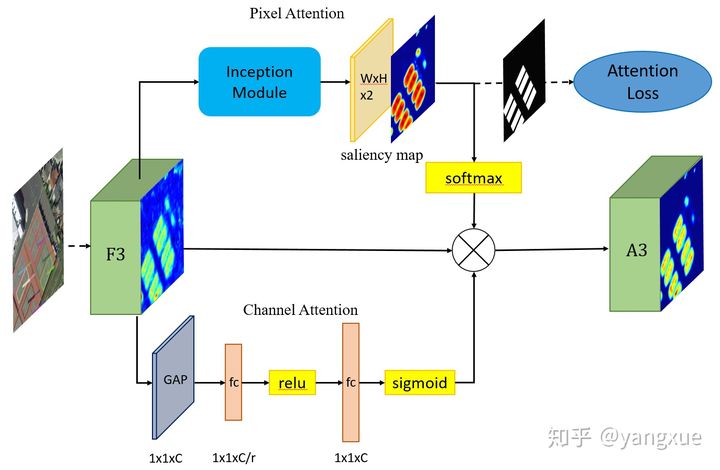 Pixel Attention
Inception
Module
WxH
x2
Attention
Loss
saliency map
softmax
F3
A3
Channel Attention
GAP
fc
relu
fc
sigmoid
1x1xC
1x1xC/r
1x1xC
知乎 @yangxue